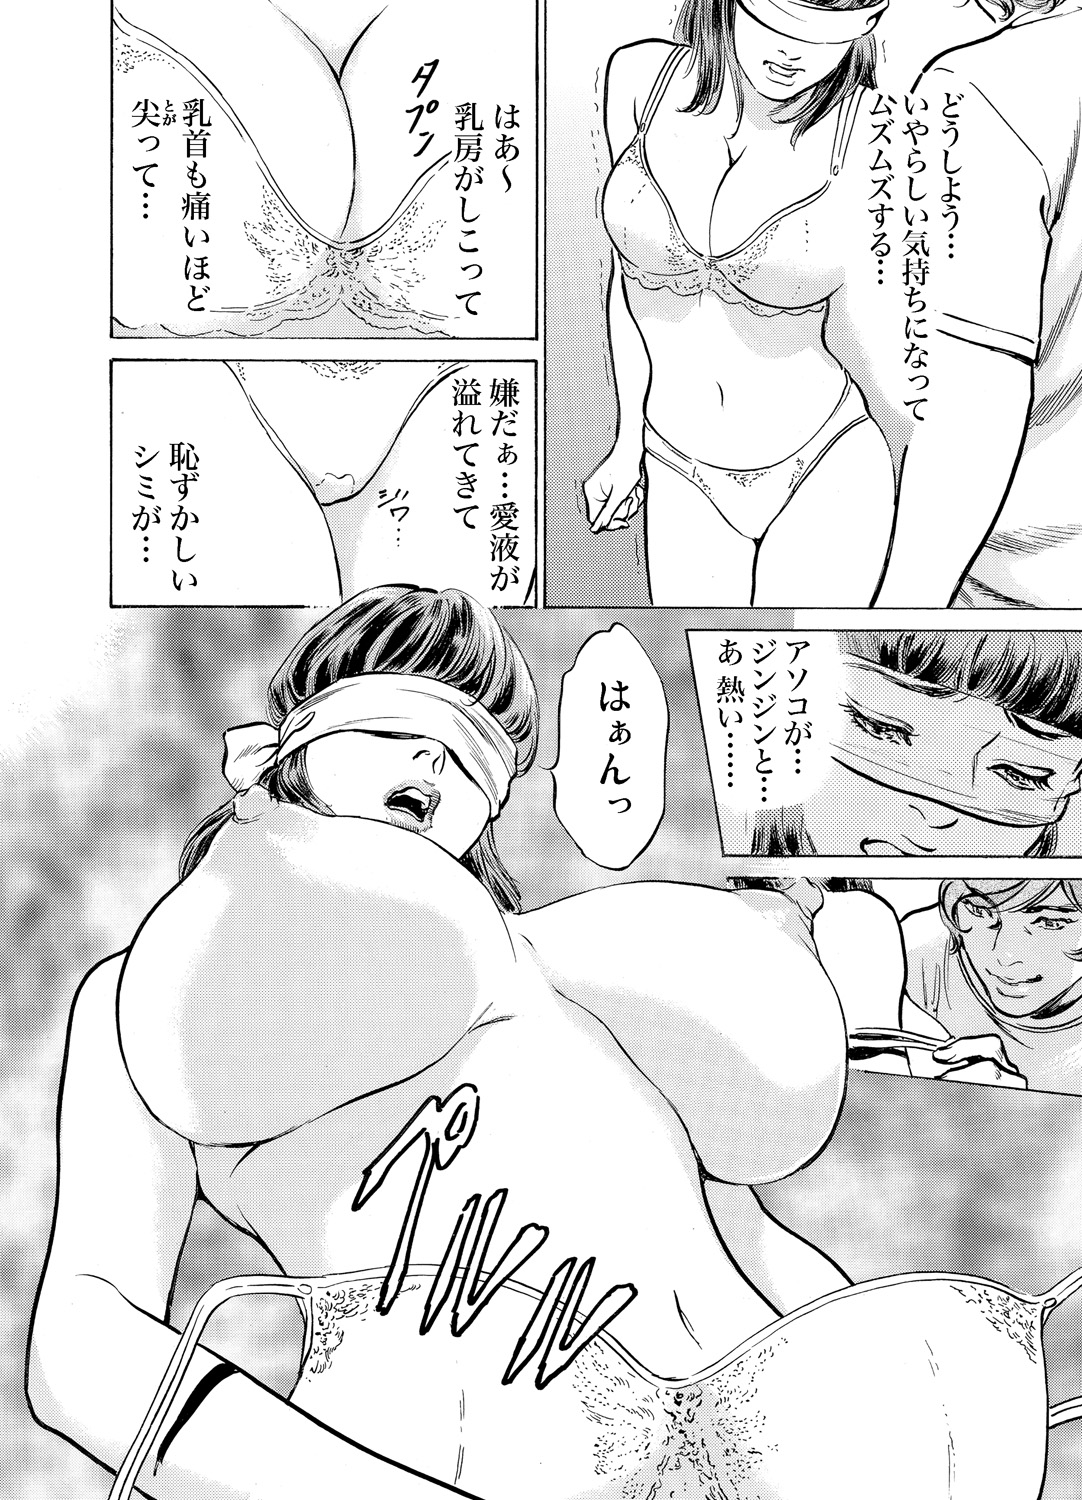 どうしよう…
いやらしい気持ちになって
ムズムズする…
はあ～
乳房がしこって
タプン
乳首も痛いほど
尖って…
とが
嫌だぁ…愛液が
溢れてきて
ジワ…
恥ずかしい
シミが…
アソコが…
ジンジンと…
あ 熱い……
はぁんっ
プルルル